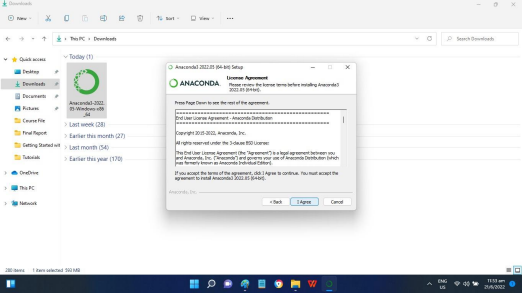 Downloads
New
Sort
View
This PC > Downloads
Search Downloads
Quick access
Desktop
Downloads
Documents
Pictures
Course File
Final Report
Getting Started wit
Tutorials
OneDrive
This PC
Network
Today (1)
Anaconda3-2022.
05-Windows-x86
_64
Last week (28)
Earlier this month (27)
Last month (54)
Earlier this year (170)
Anaconda3 2022.05 (64-bit) Setup
ANACONDA.
License Agreement
Please review the license terms before installing Anaconda3
2022.05 (64-bit).
Press Page Down to see the rest of the agreement.
End User License Agreement - Anaconda Distribution
Copyright 2015-2022, Anaconda, Inc.
All rights reserved under the 3-clause BSD License:
This End User License Agreement (the "Agreement") is a legal agreement between you
and Anaconda, Inc. ("Anaconda") and governs your use of Anaconda Distribution (which
was formerly known as Anaconda Individual Edition).
If you accept the terms of the agreement, click I Agree to continue. You must accept the
agreement to install Anaconda3 2022.05 (64-bit).
Anaconda, Inc.
< Back
I Agree
Cancel
280 items
1 item selected 593 MB
ENG
US
11:53 am
21/6/2022